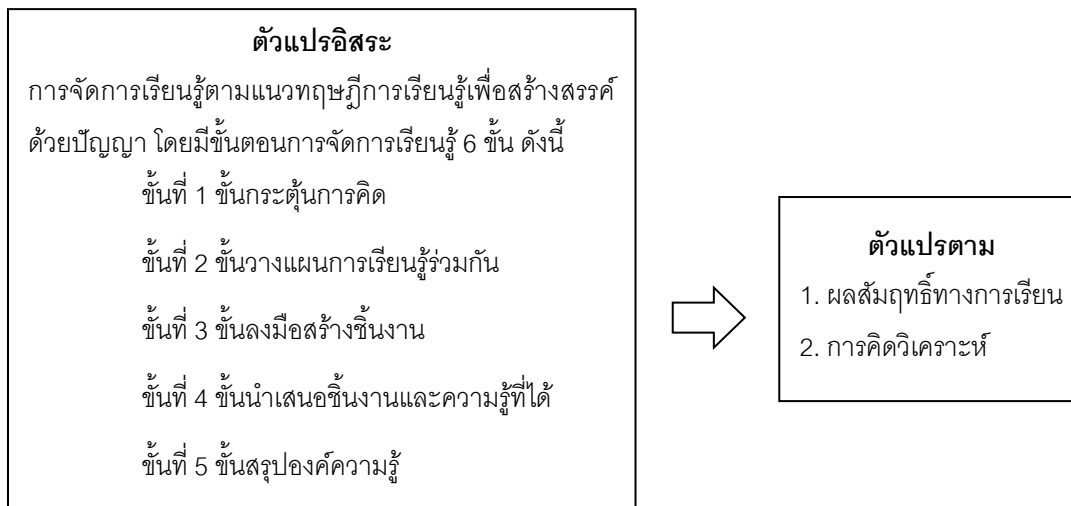 ตัวแปรอิสระ
การจัดการเรียนรู้ตามแนวทฤษฎีการเรียนรู้เพื่อสร้างสรรค์
ด้วยปัญญา โดยมีขั้นตอนการจัดการเรียนรู้ 6 ขั้น ดังนี้
ขั้นที่ 1 ขั้นกระตุ้นการคิด
ขั้นที่ 2 ขั้นวางแผนการเรียนรู้ร่วมกัน
ขั้นที่ 3 ขั้นลงมือสร้างชิ้นงาน
ขั้นที่ 4 ขั้นนำเสนอชิ้นงานและความรู้ที่ได้
ขั้นที่ 5 ขั้นสรุปองค์ความรู้
ตัวแปรตาม
1. ผลสัมฤทธิ์ทางการเรียน
2. การคิดวิเคราะห์